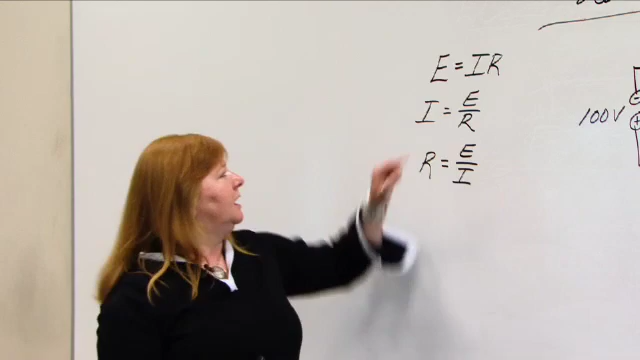 E = IR
I = E/R
100V
R = E/I